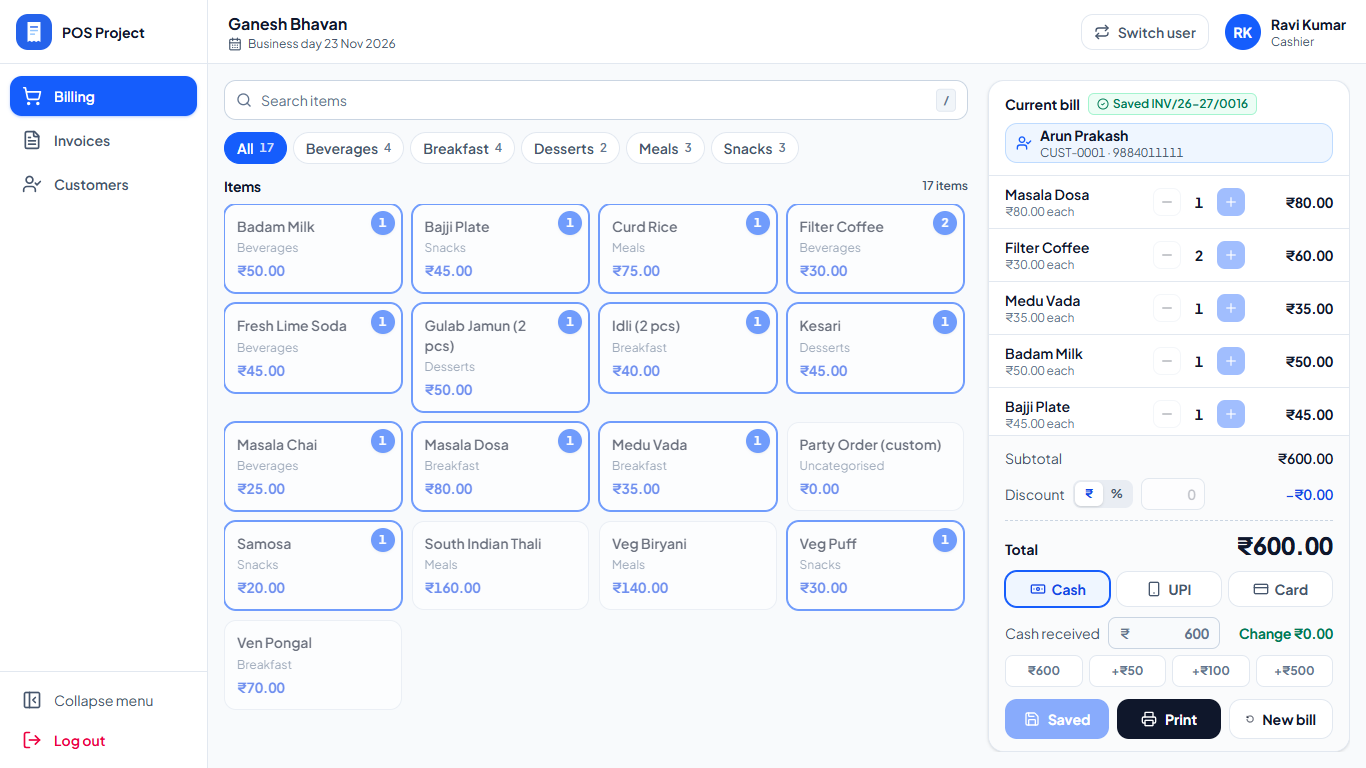 POS Project
Billing
Invoices
Customers
Collapse menu
Log out
Ganesh Bhavan
Business day 23 Nov 2026
Switch user
RK
Ravi Kumar
Cashier
Search items
/
All 17
Beverages 4
Breakfast 4
Desserts 2
Meals 3
Snacks 3
Items
17 items
Badam Milk
1
Beverages
₹50.00
Bajji Plate
1
Snacks
₹45.00
Curd Rice
1
Meals
₹75.00
Filter Coffee
2
Beverages
₹30.00
Fresh Lime Soda
1
Beverages
₹45.00
Gulab Jamun (2
pcs)
1
Desserts
₹50.00
Idli (2 pcs)
1
Breakfast
₹40.00
Kesari
1
Desserts
₹45.00
Masala Chai
1
Beverages
₹25.00
Masala Dosa
1
Breakfast
₹80.00
Medu Vada
1
Breakfast
₹35.00
Party Order (custom)
Uncategorised
₹0.00
Samosa
1
Snacks
₹20.00
South Indian Thali
Meals
₹160.00
Veg Biryani
Meals
₹140.00
Veg Puff
1
Snacks
₹30.00
Ven Pongal
Breakfast
₹70.00
Current bill
Saved INV/26-27/0016
Arun Prakash
CUST-0001 · 9884011111
Masala Dosa
₹80.00 each
− 1 +
₹80.00
Filter Coffee
₹30.00 each
− 2 +
₹60.00
Medu Vada
₹35.00 each
− 1 +
₹35.00
Badam Milk
₹50.00 each
− 1 +
₹50.00
Bajji Plate
₹45.00 each
− 1 +
₹45.00
Subtotal
₹600.00
Discount
₹ %
0
−₹0.00
Total
₹600.00
Cash
UPI
Card
Cash received
₹ 600
Change ₹0.00
₹600
+₹50
+₹100
+₹500
Saved
Print
New bill